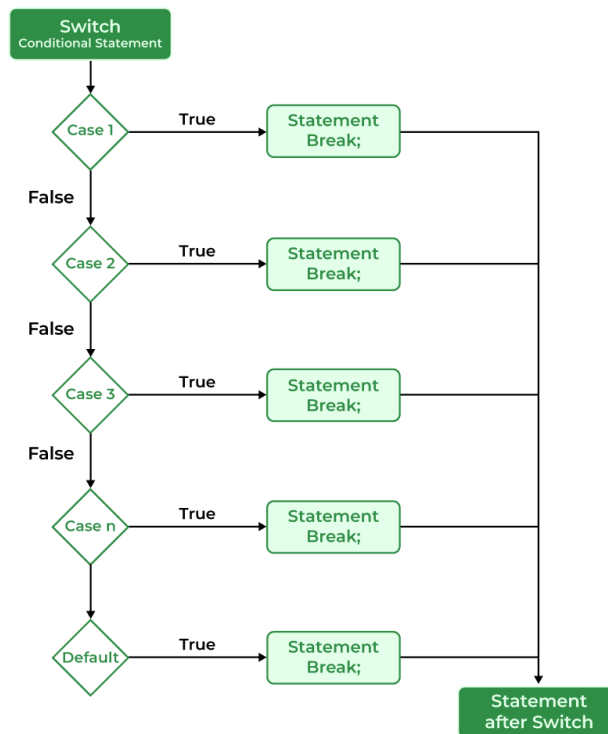 Switch
Conditional Statement
Case 1
True
Statement
Break;
False
Case 2
True
Statement
Break;
False
Case 3
True
Statement
Break;
False
Case n
True
Statement
Break;
Default
True
Statement
Break;
Statement
after Switch